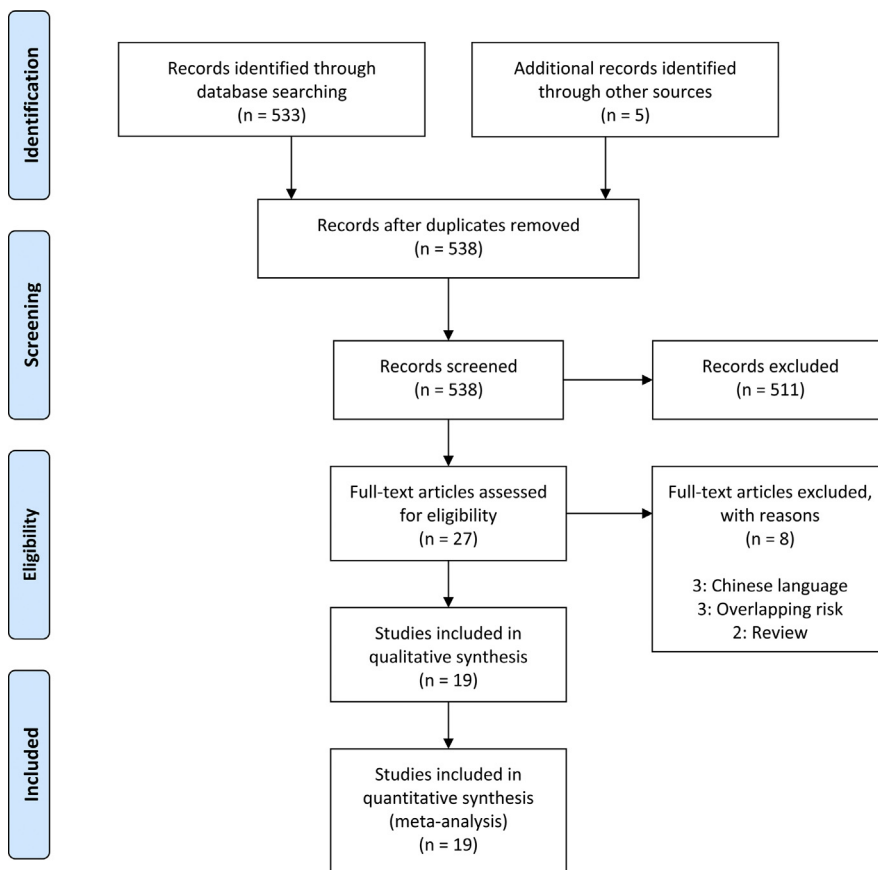 Identification
Records identified through
database searching
(n = 533)
Additional records identified
through other sources
(n = 5)
Records after duplicates removed
(n = 538)
Screening
Records screened
(n = 538)
Records excluded
(n = 511)
Eligibility
Full-text articles assessed
for eligibility
(n = 27)
Full-text articles excluded,
with reasons
(n = 8)
3: Chinese language
3: Overlapping risk
2: Review
Studies included in
qualitative synthesis
(n = 19)
Included
Studies included in
quantitative synthesis
(meta-analysis)
(n = 19)